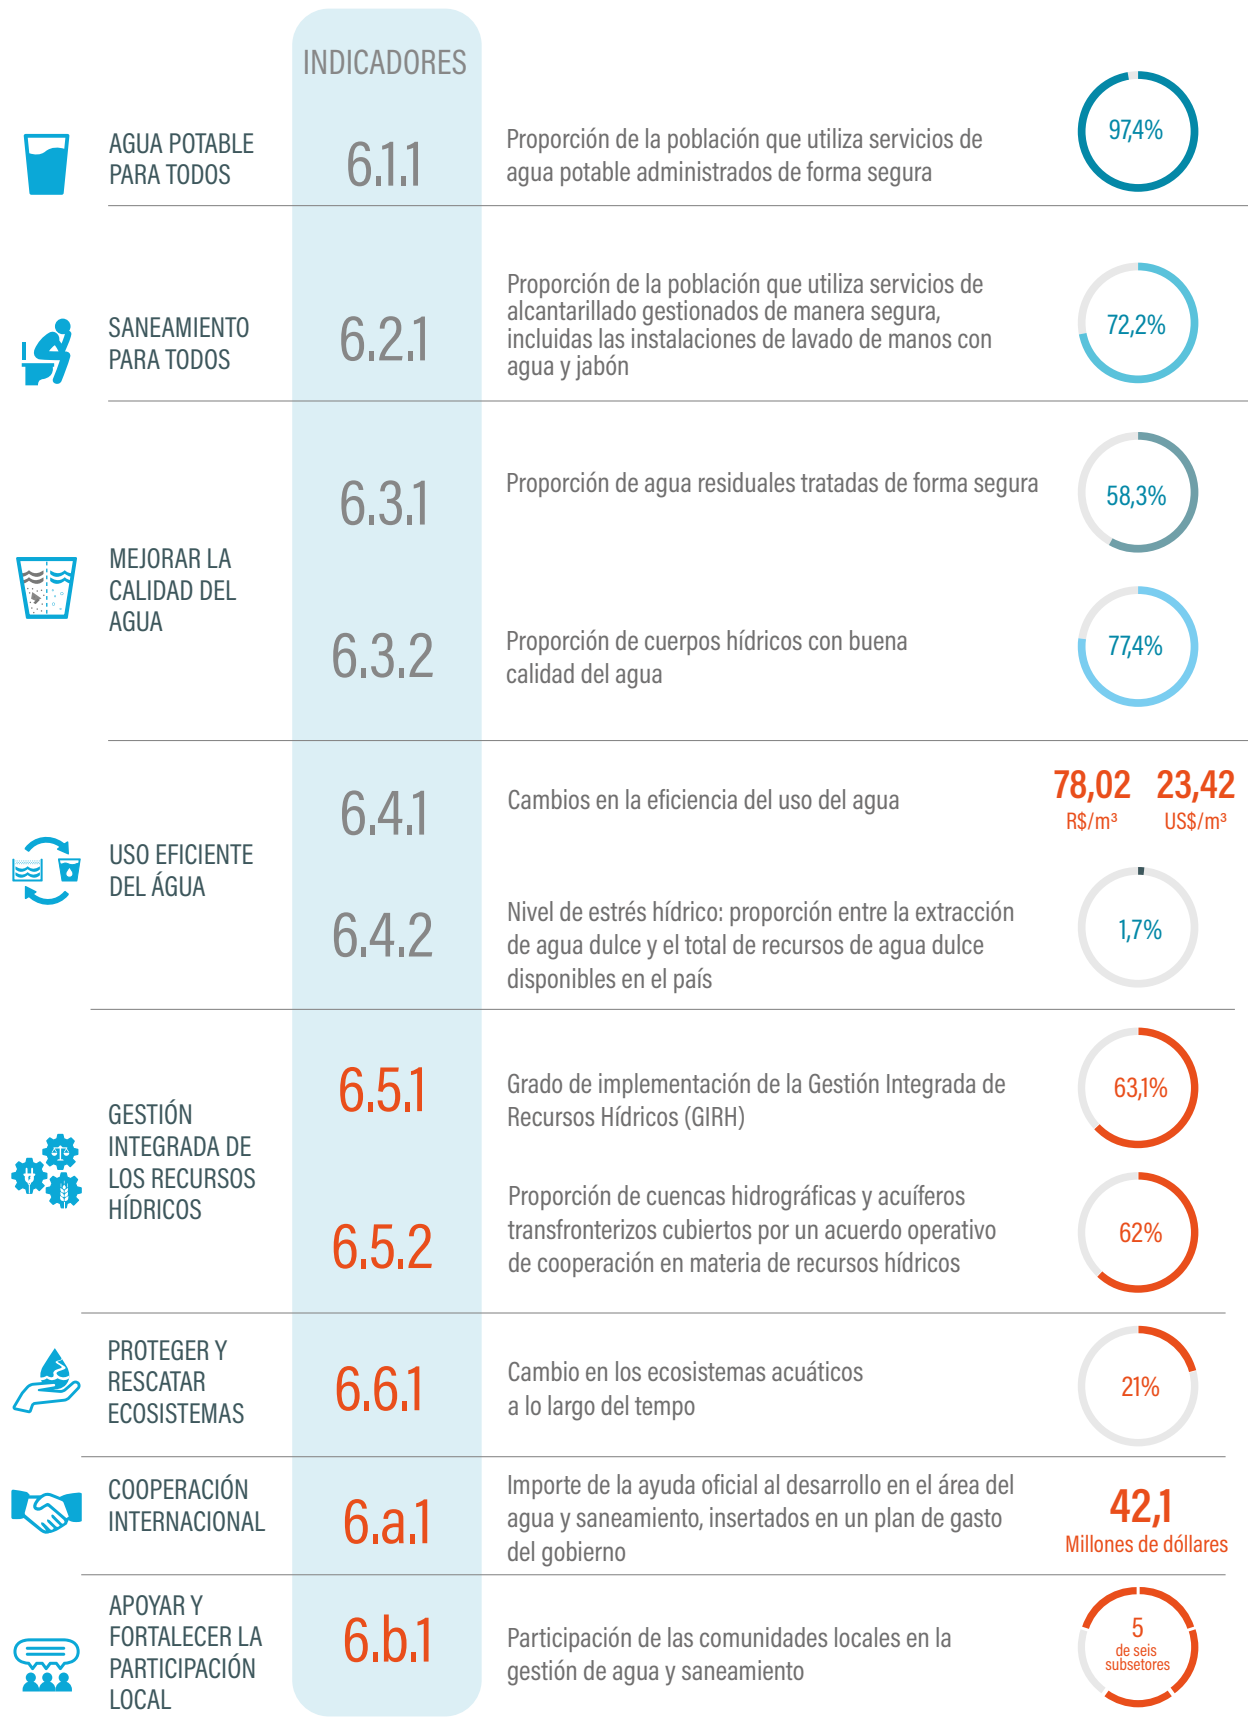 INDICADORES
AGUA POTABLE
PARA TODOS
6.1.1
Proporción de la población que utiliza servicios de
agua potable administrados de forma segura
97,4%
SANEAMIENTO
PARA TODOS
6.2.1
Proporción de la población que utiliza servicios de
alcantarillado gestionados de manera segura,
incluidas las instalaciones de lavado de manos con
agua y jabón
72,2%
MEJORAR LA
CALIDAD DEL
AGUA
6.3.1
Proporción de agua residuales tratadas de forma segura
58,3%
6.3.2
Proporción de cuerpos hídricos con buena
calidad del agua
77,4%
USO EFICIENTE
DEL ÁGUA
6.4.1
Cambios en la eficiencia del uso del agua
78,02 23,42
R$/m³ US$/m³
6.4.2
Nivel de estrés hídrico: proporción entre la extracción
de agua dulce y el total de recursos de agua dulce
disponibles en el país
1,7%
GESTIÓN
INTEGRADA DE
LOS RECURSOS
HÍDRICOS
6.5.1
Grado de implementación de la Gestión Integrada de
Recursos Hídricos (GIRH)
63,1%
6.5.2
Proporción de cuencas hidrográficas y acuíferos
transfronterizos cubiertos por un acuerdo operativo
de cooperación en materia de recursos hídricos
62%
PROTEGER Y
RESCATAR
ECOSISTEMAS
6.6.1
Cambio en los ecosistemas acuáticos
a lo largo del tempo
21%
COOPERACIÓN
INTERNACIONAL
6.a.1
Importe de la ayuda oficial al desarrollo en el área del
agua y saneamiento, insertados en un plan de gasto
del gobierno
42,1
Millones de dóllares
APOYAR Y
FORTALECER LA
PARTICIPACIÓN
LOCAL
6.b.1
Participación de las comunidades locales en la
gestión de agua y saneamiento
5
de seis
subsetores